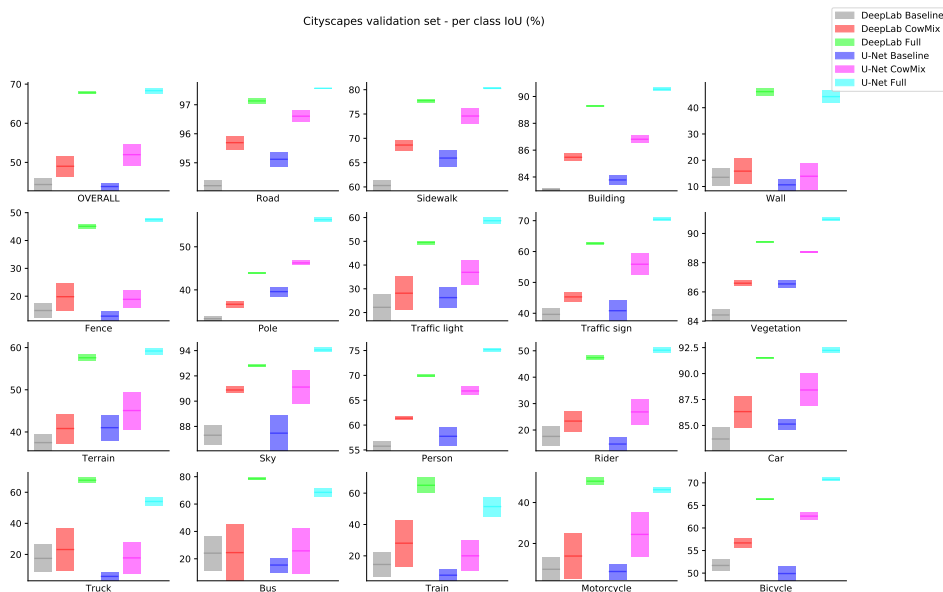 Cityscapes validation set - per class IoU (%)
DeepLab Baseline
DeepLab CowMix
DeepLab Full
U-Net Baseline
U-Net CowMix
U-Net Full
70
60
50
OVERALL
97
96
95
Road
80
75
70
65
60
Sidewalk
90
88
86
84
Building
40
30
20
10
Wall
50
40
30
20
Fence
50
40
Pole
60
50
40
30
20
Traffic light
70
60
50
40
Traffic sign
90
88
86
84
Vegetation
60
50
40
Terrain
94
92
90
88
Sky
75
70
65
60
55
Person
50
40
30
20
Rider
92.5
90.0
87.5
85.0
Car
60
40
20
Truck
80
60
40
20
Bus
60
40
20
Train
40
20
Motorcycle
70
65
60
55
50
Bicycle